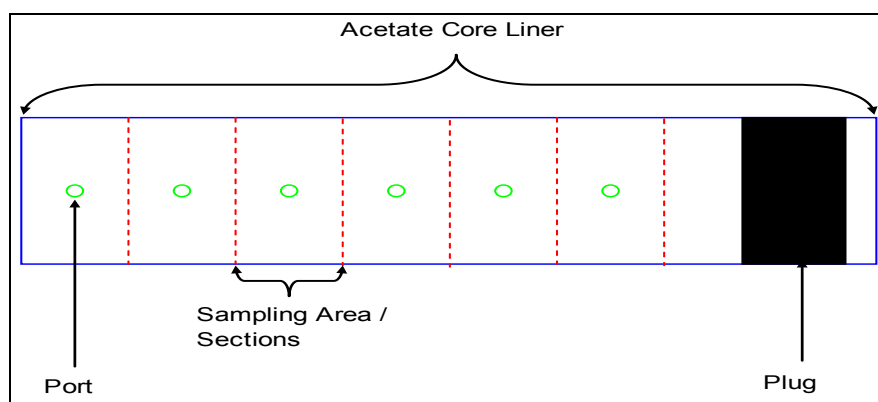 Acetate Core Liner
Sampling Area /
Sections
Port
Plug